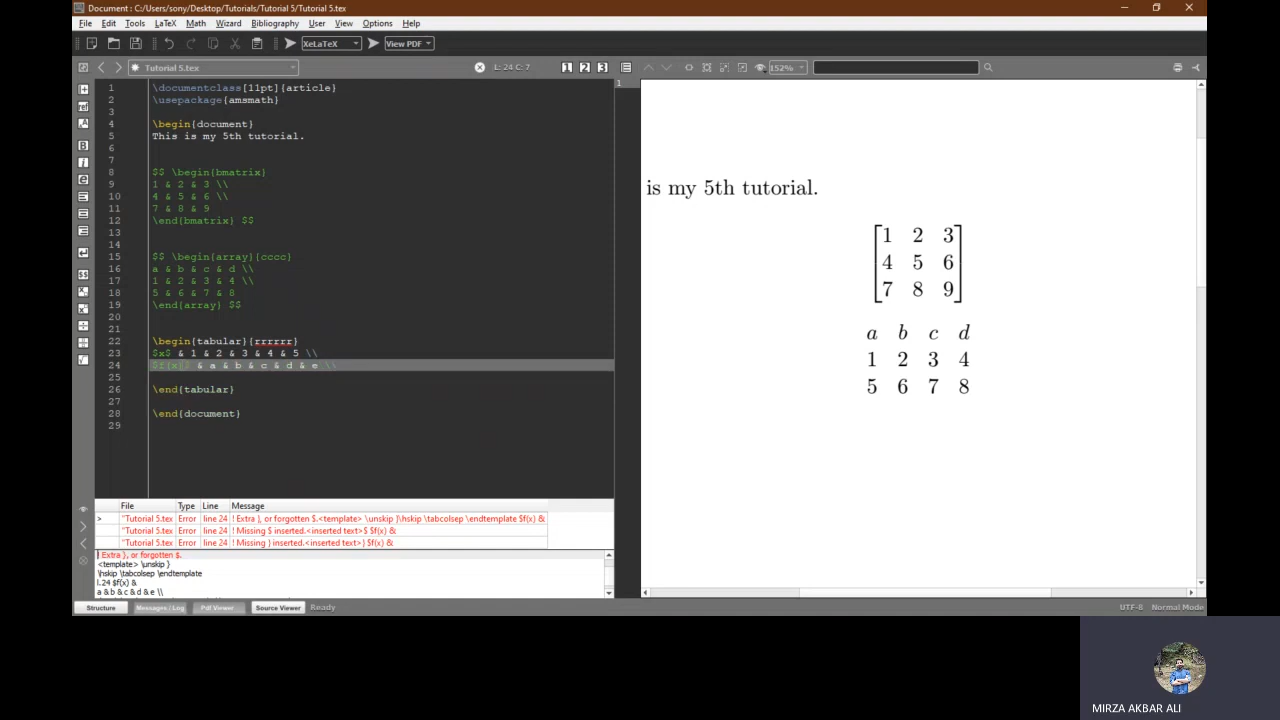 Document : C:/Users/sony/Desktop/Tutorials/Tutorial 5/Tutorial 5.tex
File Edit Tools LaTeX Math Wizard Bibliography User View Options Help
XeLaTeX View PDF
Tutorial 5.tex L: 24 C: 7 1 2 3 152%
1 \documentclass[11pt]{article}
2 \usepackage{amsmath}
3
4 \begin{document}
5 This is my 5th tutorial.
6
7
8 $$ \begin{bmatrix}
9 1 & 2 & 3 \\
10 4 & 5 & 6 \\
11 7 & 8 & 9
12 \end{bmatrix} $$
13
14
15 $$ \begin{array}{cccc}
16 a & b & c & d \\
17 1 & 2 & 3 & 4 \\
18 5 & 6 & 7 & 8
19 \end{array} $$
20
21
22 \begin{tabular}{rrrrrr}
23 $x$ & 1 & 2 & 3 & 4 & 5 \\
24 $f(x)$ & a & b & c & d & e \\
25
26 \end{tabular}
27
28 \end{document}
29
1
is my 5th tutorial.
1 2 3
4 5 6
7 8 9
a b c d
1 2 3 4
5 6 7 8
File Type Line Message
> "Tutorial 5.tex Error line 24 ! Extra }, or forgotten $.<template> \unskip }\hskip \tabcolsep \endtemplate $f(x) &
"Tutorial 5.tex Error line 24 ! Missing $ inserted.<inserted text>$ $f(x) &
"Tutorial 5.tex Error line 24 ! Missing } inserted.<inserted text>} $f(x) &
! Extra }, or forgotten $.
<template> \unskip }
\hskip \tabcolsep \endtemplate
l.24 $f(x) &
a & b & c & d & e \\
Structure Messages / Log Pdf Viewer Source Viewer Ready UTF-8 Normal Mode
MIRZA AKBAR ALI